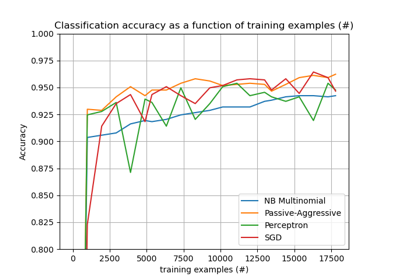 Classification accuracy as a function of training examples (#)
1.000
0.975
0.950
0.925
0.900
0.875
0.850
0.825
0.800
Accuracy
NB Multinomial
Passive-Aggressive
Perceptron
SGD
0 2500 5000 7500 10000 12500 15000 17500
training examples (#)